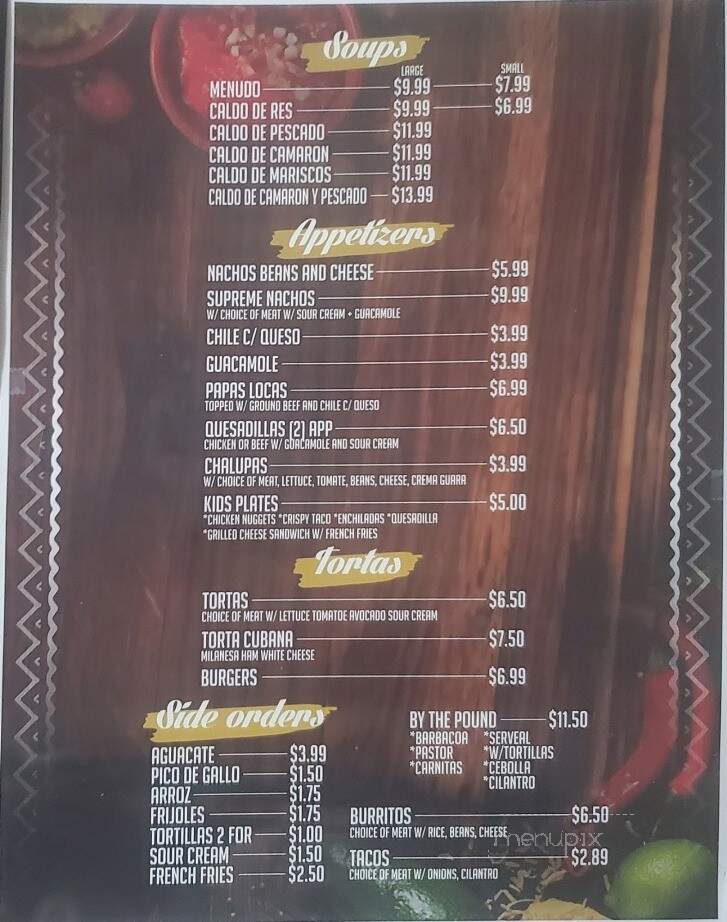 Soups
LARGE SMALL
MENUDO $9.99 $7.99
CALDO DE RES $9.99 $6.99
CALDO DE PESCADO $11.99
CALDO DE CAMARON $11.99
CALDO DE MARISCOS $11.99
CALDO DE CAMARON Y PESCADO $13.99
Appetizers
NACHOS BEANS AND CHEESE $5.99
SUPREME NACHOS $9.99
W/ CHOICE OF MEAT W/ SOUR CREAM + GUACAMOLE
CHILE C/ QUESO $3.99
GUACAMOLE $3.99
PAPAS LOCAS $6.99
TOPPED W/ GROUND BEEF AND CHILE C/ QUESO
QUESADILLAS (2) APP $6.50
CHICKEN OR BEEF W/ GUACAMOLE AND SOUR CREAM
CHALUPAS $3.99
W/ CHOICE OF MEAT, LETTUCE, TOMATE, BEANS, CHEESE, CREMA GUARA
KIDS PLATES $5.00
*CHICKEN NUGGETS *CRISPY TACO *ENCHILADAS *QUESADILLA
*GRILLED CHEESE SANDWICH W/ FRENCH FRIES
Tortas
TORTAS $6.50
CHOICE OF MEAT W/ LETTUCE TOMATOE AVOCADO SOUR CREAM
TORTA CUBANA $7.50
MILANESA HAM WHITE CHEESE
BURGERS $6.99
Side orders
AGUACATE $3.99
PICO DE GALLO $1.50
ARROZ $1.75
FRIJOLES $1.75
TORTILLAS 2 FOR $1.00
SOUR CREAM $1.50
FRENCH FRIES $2.50
BY THE POUND $11.50
*BARBACOA *SERVEAL
*PASTOR *W/TORTILLAS
*CARNITAS *CEBOLLA
*CILANTRO
BURRITOS $6.50
CHOICE OF MEAT W/ RICE, BEANS, CHEESE
menupix
TACOS $2.89
CHOICE OF MEAT W/ ONIONS, CILANTRO